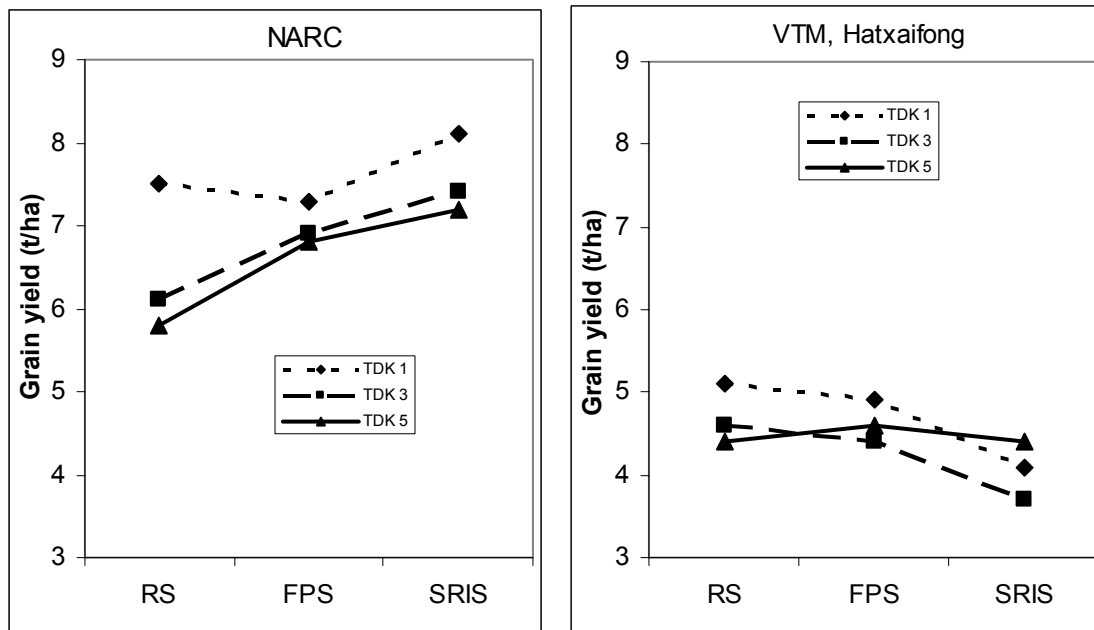 NARC
Grain yield (t/ha)
9
8
7
6
5
4
3
TDK 1
TDK 3
TDK 5
RS FPS SRIS
VTM, Hatxaifong
Grain yield (t/ha)
9
8
7
6
5
4
3
TDK 1
TDK 3
TDK 5
RS FPS SRIS